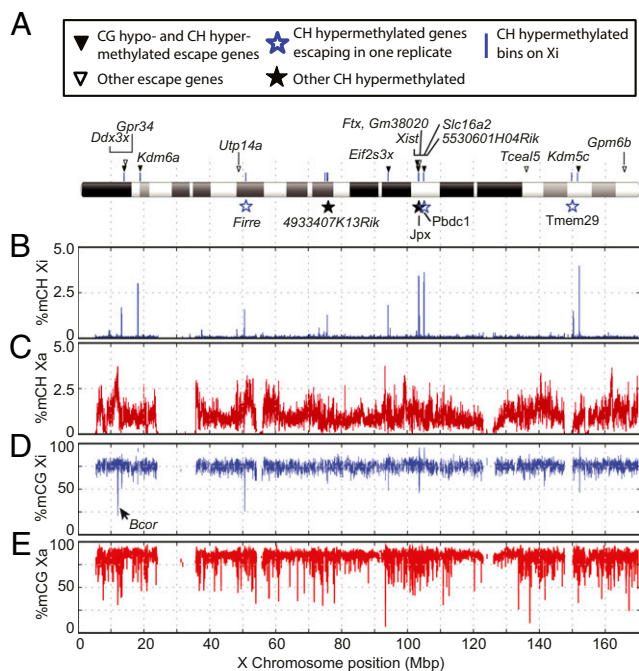 A
CG hypo- and CH hyper-
methylated escape genes
CH hypermethylated genes
escaping in one replicate
CH hypermethylated
bins on Xi
Other escape genes
Other CH hypermethylated
Ftx, Gm38020
Slc16a2
Gpr34
Xist
5530601H04Rik
Ddx3x
Utp14a
Gpm6b
Kdm6a
Eif2s3x
Tceal5
Kdm5c
Firre
4933407K13Rik
Pbdc1
Tmem29
Jpx
B
5.0
2.5
0
%mCH Xi
C
5.0
2.5
0
%mCH Xa
D
100
50
0
%mCG Xi
Bcor
E
100
50
0
%mCG Xa
0 20 40 60 80 100 120 140 160
X Chromosome position (Mbp)